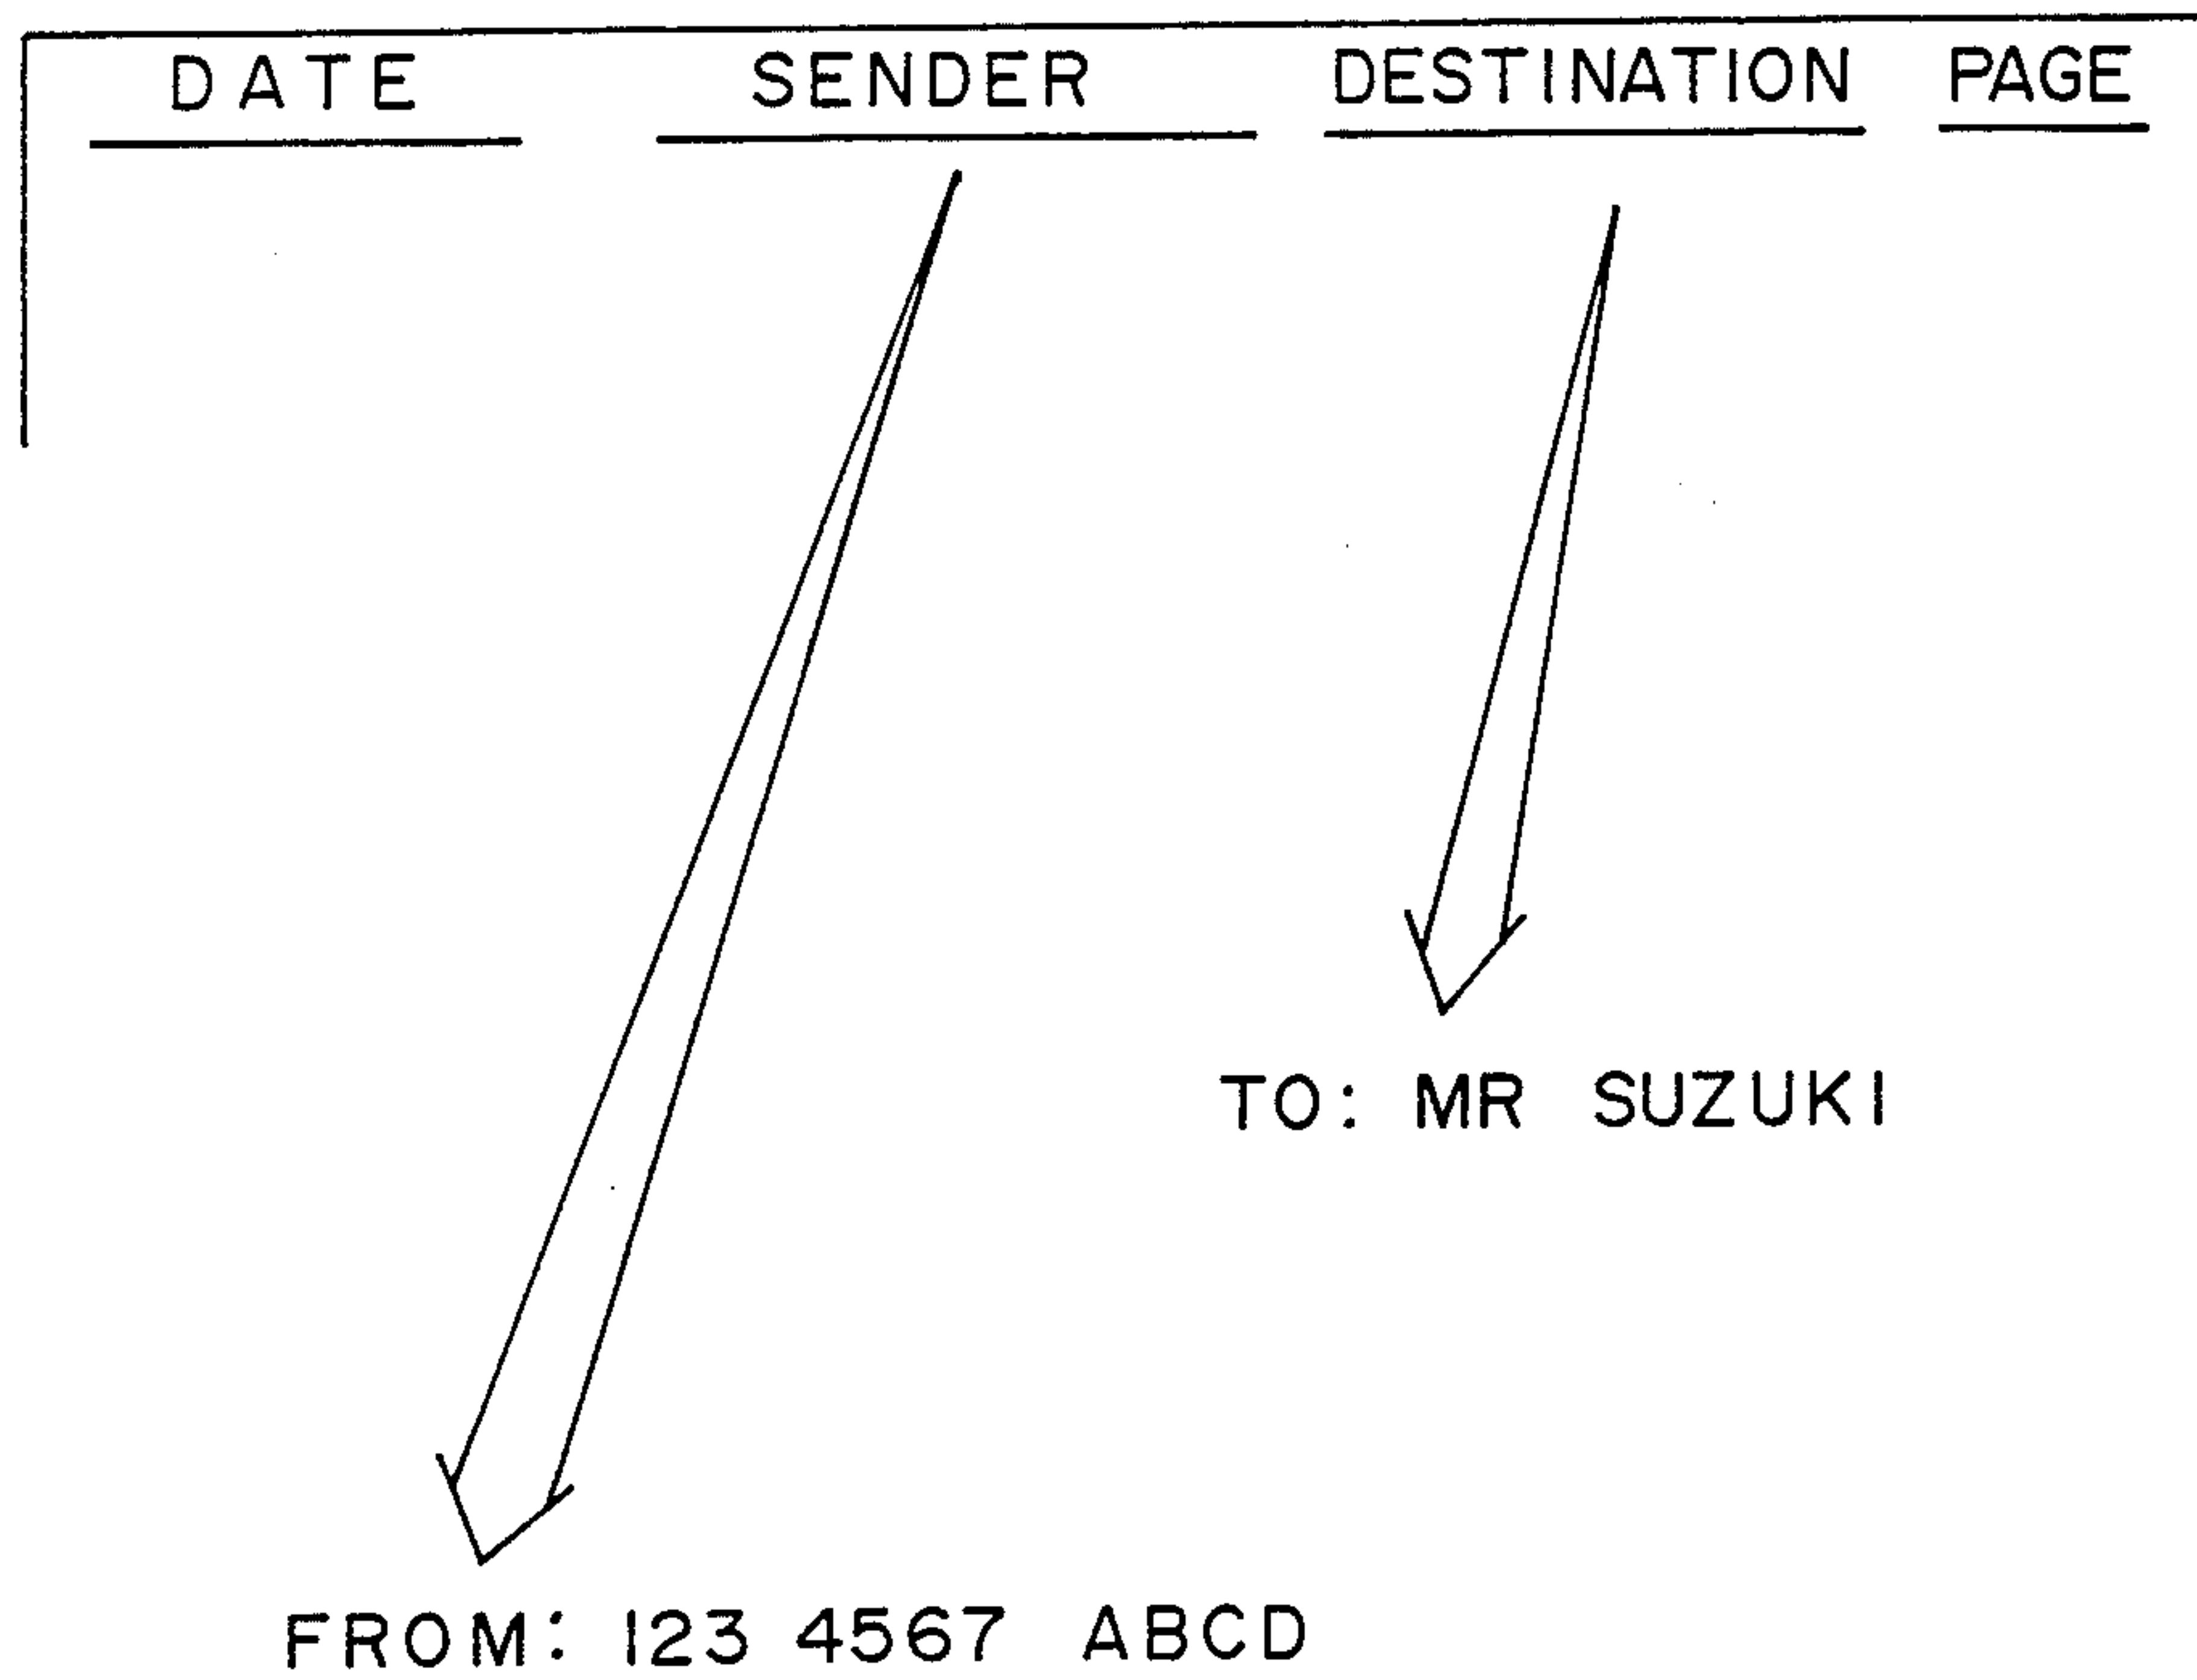 DATE SENDER DESTINATION PAGE
TO: MR SUZUKI
FROM: 123 4567 ABCD